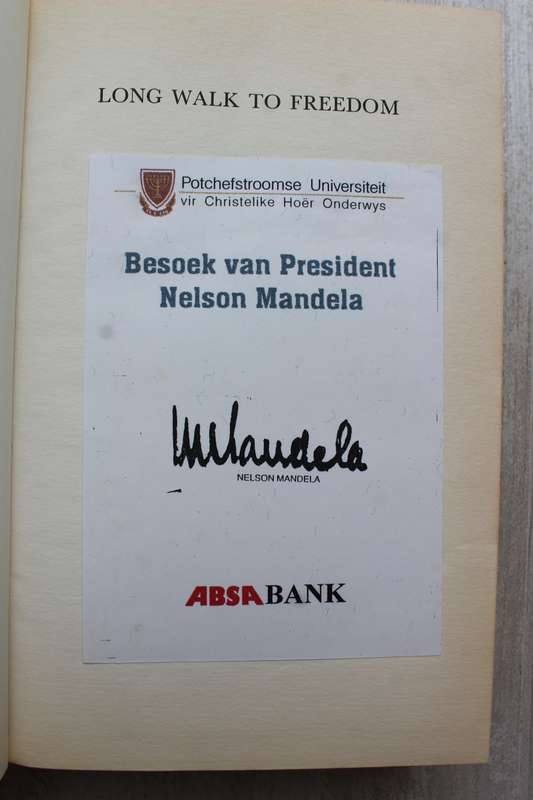 LONG WALK TO FREEDOM
Potchefstroomse Universiteit
vir Christelike Hoër Onderwys
Besoek van President
Nelson Mandela
NMandela
NELSON MANDELA
ABSA BANK